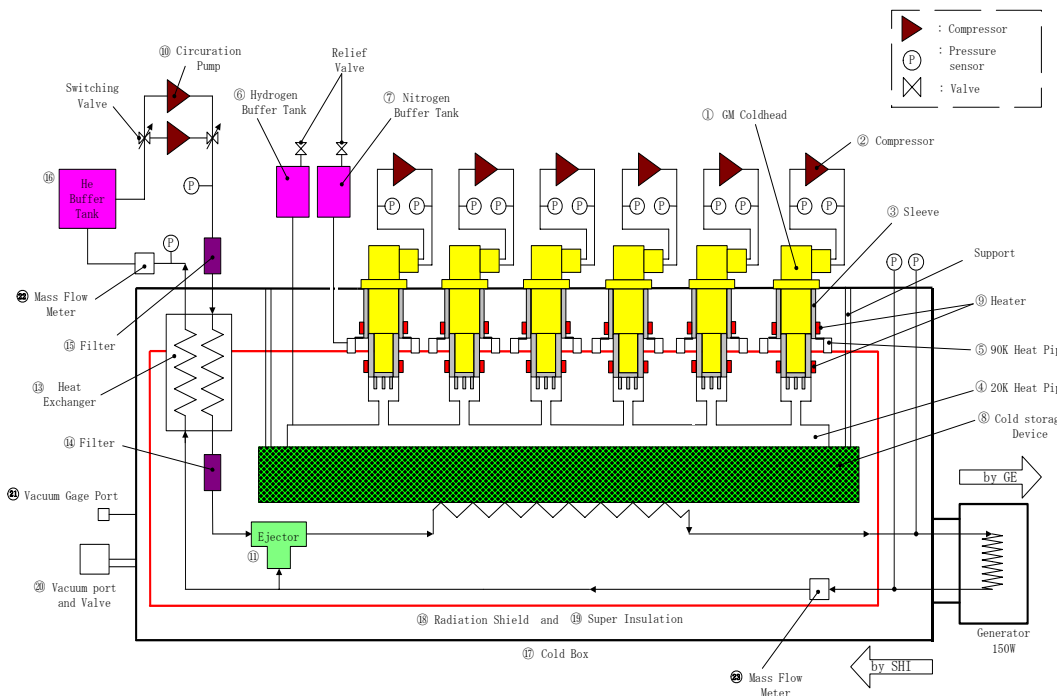 : Compressor
P
: Pressure
sensor
: Valve
⑩ Circuration
Pump
Relief
Valve
Switching
Valve
⑥ Hydrogen
Buffer Tank
⑦ Nitrogen
Buffer Tank
① GM Coldhead
② Compressor
⑯
He
Buffer
Tank
P
P
P
P
P
P
P
P
P
P
P
P
P
③ Sleeve
P
P
P
Support
㉒ Mass Flow
Meter
⑨ Heater
⑮ Filter
⑤ 90K Heat Pip
⑬ Heat
Exchanger
④ 20K Heat Pip
⑧ Cold storag
Device
⑭ Filter
by GE
㉑ Vacuum Gage Port
Ejector
⑪
⑳ Vacuum port
and Valve
⑱ Radiation Shield and ⑲ Super Insulation
Generator
150W
⑰ Cold Box
by SHI
㉓ Mass Flow
Meter